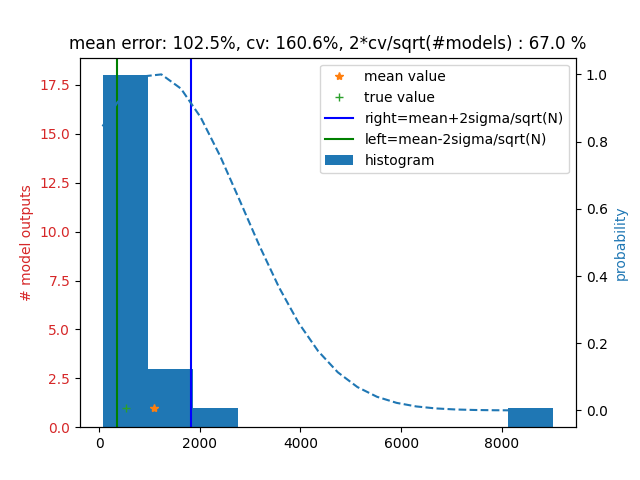 mean error: 102.5%, cv: 160.6%, 2*cv/sqrt(#models) : 67.0 %
mean value
true value
right=mean+2sigma/sqrt(N)
left=mean-2sigma/sqrt(N)
histogram
# model outputs
17.5
15.0
12.5
10.0
7.5
5.0
2.5
0.0
1.0
0.8
0.6
0.4
0.2
0.0
probability
0
2000
4000
6000
8000